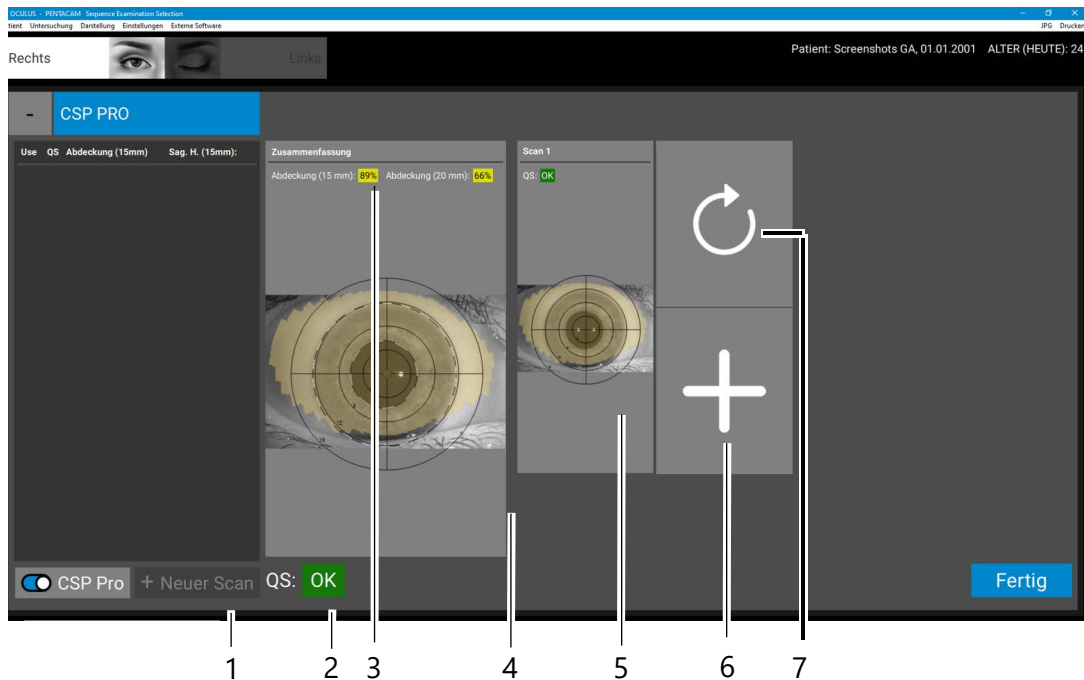 OCULUS - PENTACAM Sequence Examination Selection
tient Untersuchung Darstellung Einstellungen Externe Software JPG Drucken
Rechts Links Patient: Screenshots GA, 01.01.2001 ALTER (HEUTE): 24
- CSP PRO
Use QS Abdeckung (15mm) Sag. H. (15mm):
Zusammenfassung
Abdeckung (15 mm): 89% Abdeckung (20 mm): 66%
Scan 1
QS: OK
CSP Pro + Neuer Scan QS: OK Fertig
1 2 3 4 5 6 7